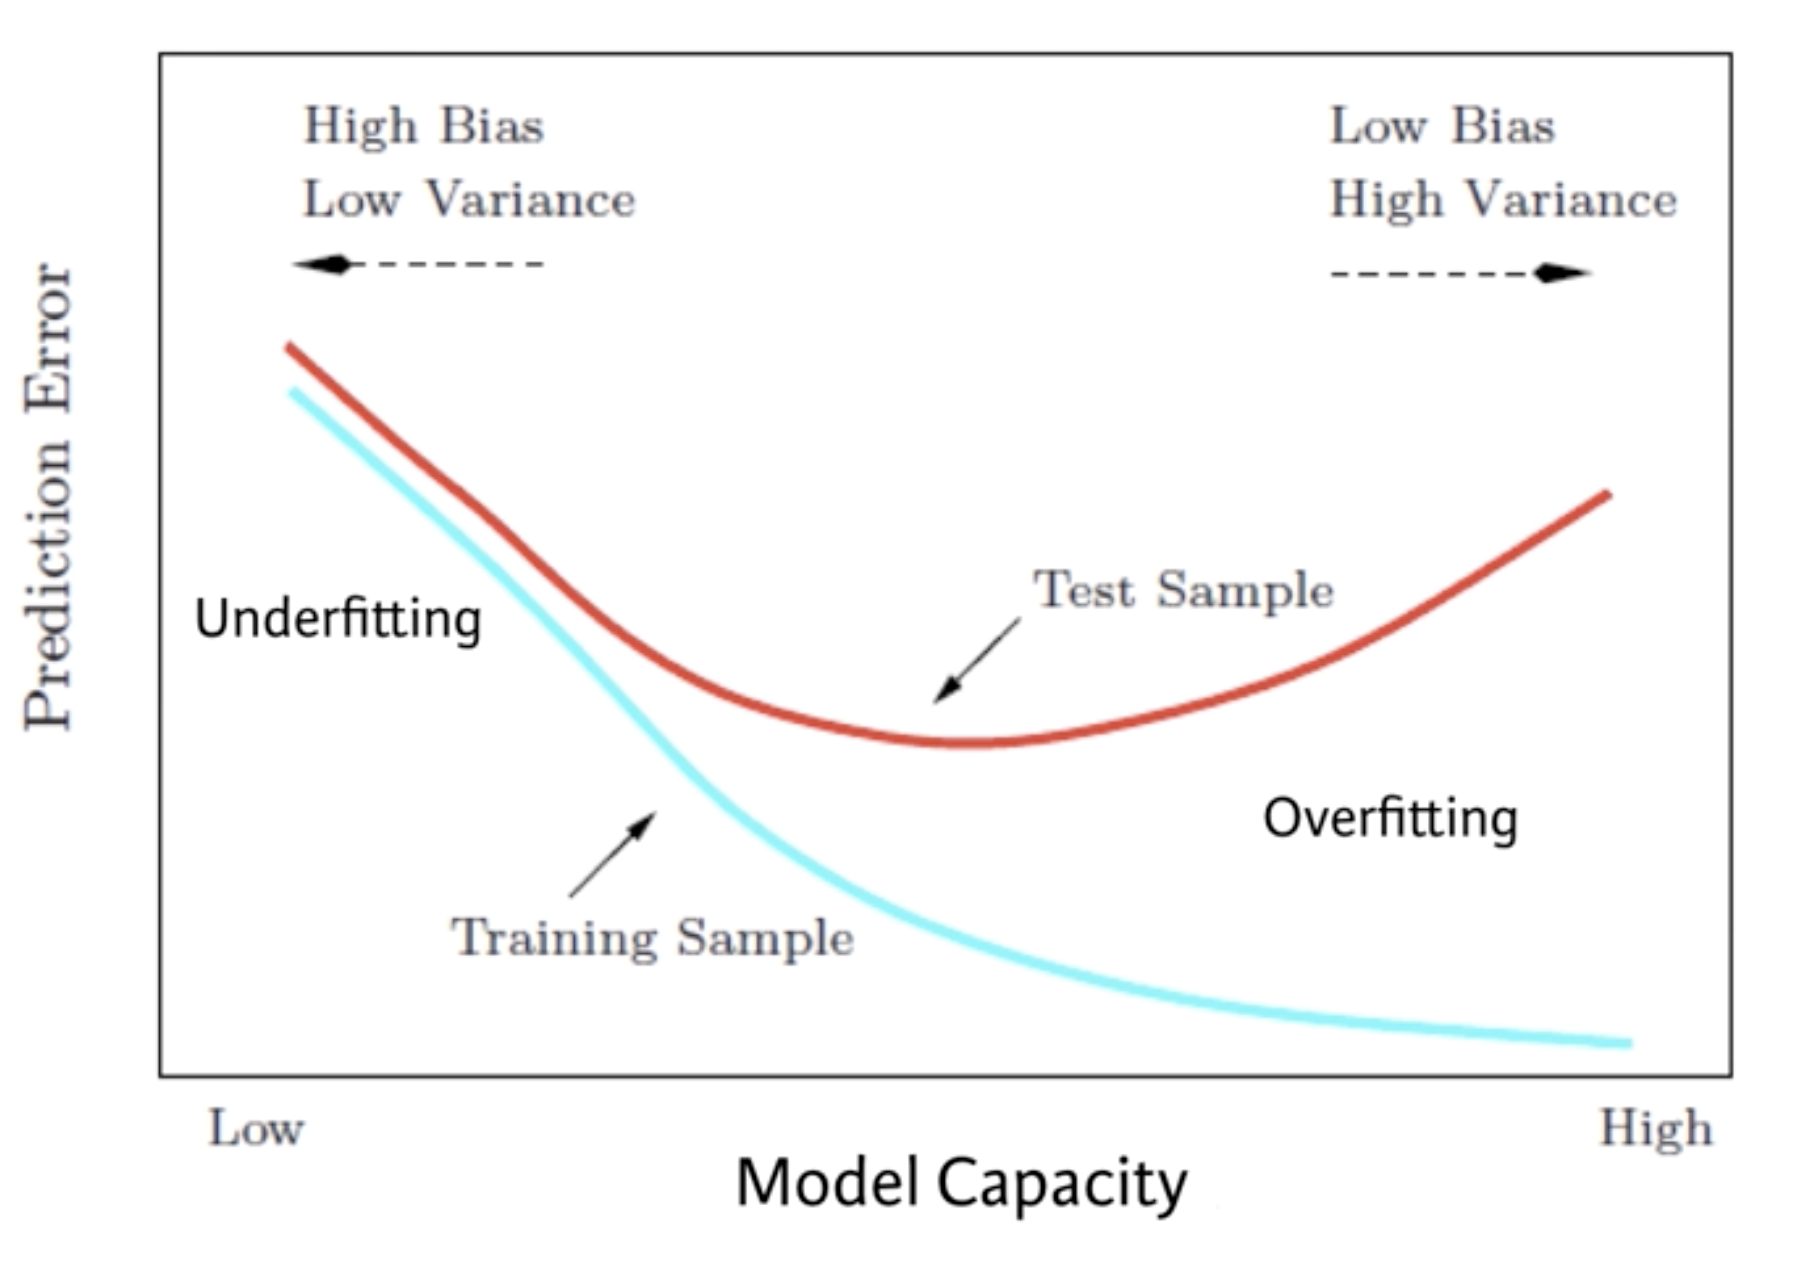 High Bias
Low Variance
Low Bias
High Variance
Prediction Error
Test Sample
Underfitting
Overfitting
Training Sample
Low
High
Model Capacity